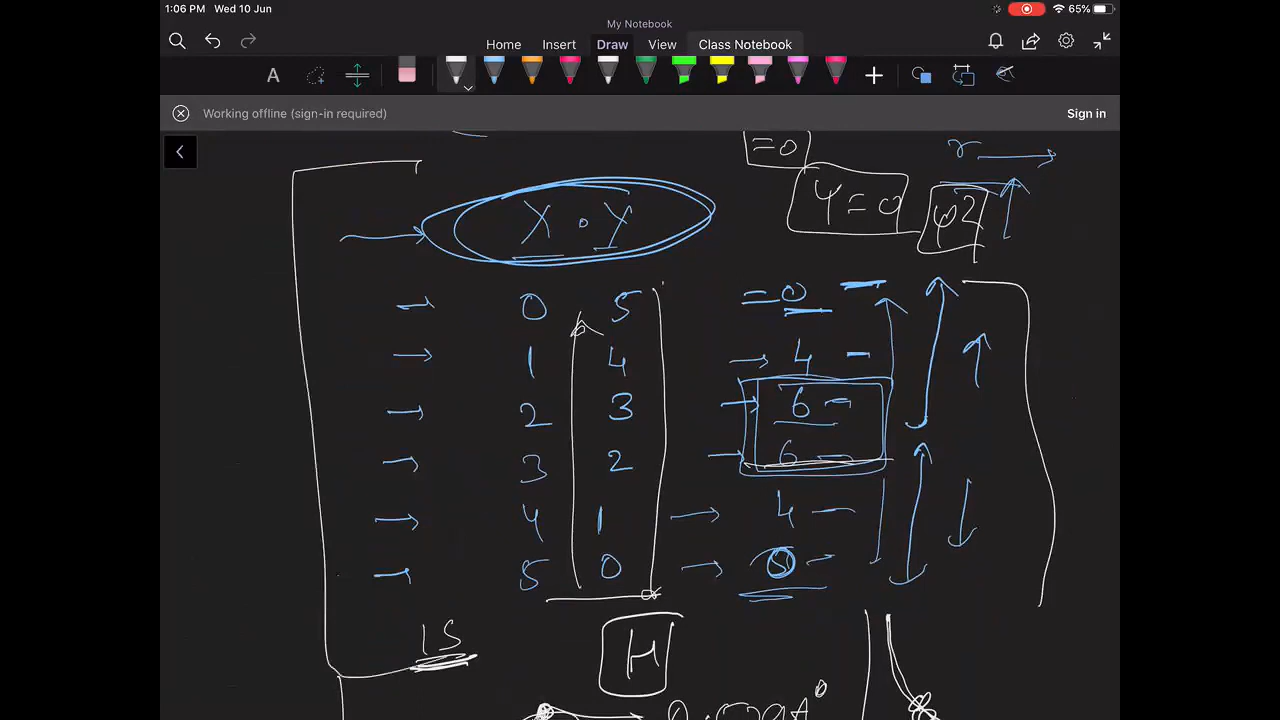 1:06 PM Wed 10 Jun
65%
My Notebook
Home Insert Draw View Class Notebook
A
Working offline (sign-in required)
Sign in
=0
r
ψ=0 ψ2
X . Y
0 5 =0
1 4 4
2 3 6
3 2 6
4 1 4
5 0 0
1S
H